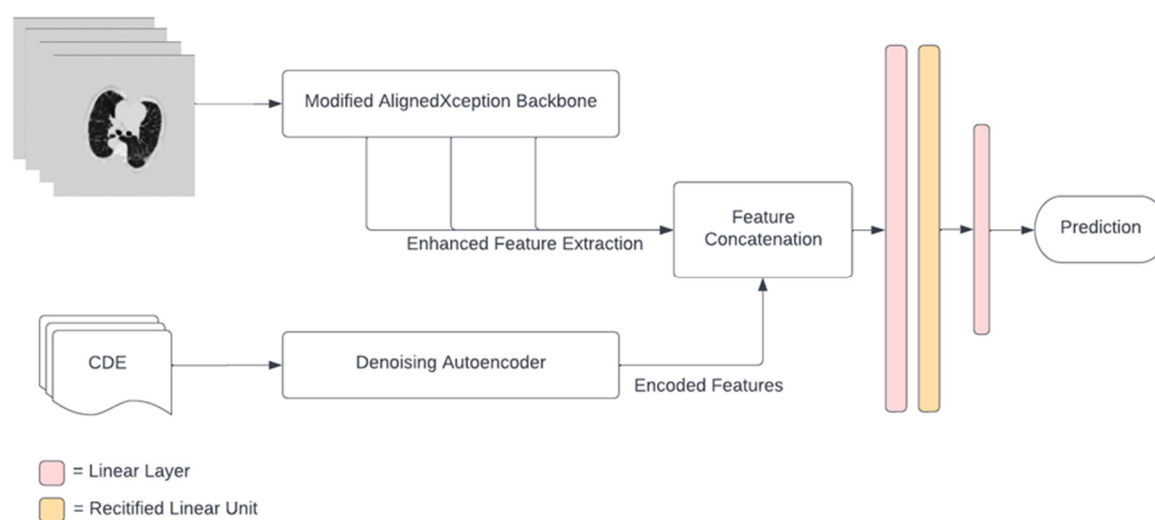 Modified AlignedXception Backbone
Feature
Concatenation
Prediction
Enhanced Feature Extraction
CDE
Denoising Autoencoder
Encoded Features
= Linear Layer
= Recitified Linear Unit